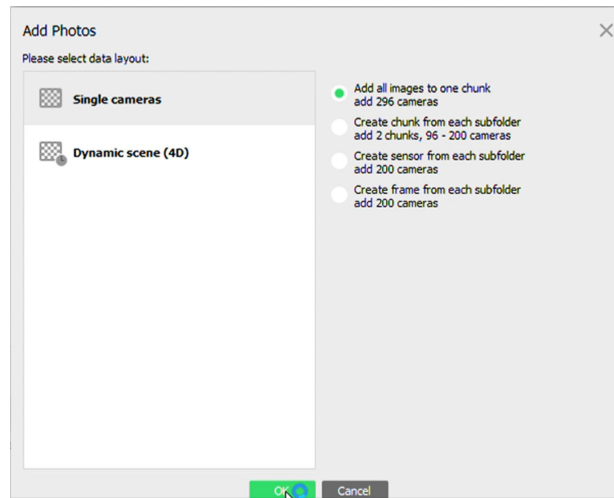 Add Photos
Please select data layout:
Single cameras
Dynamic scene (4D)
Add all images to one chunk
add 296 cameras
Create chunk from each subfolder
add 2 chunks, 96 - 200 cameras
Create sensor from each subfolder
add 200 cameras
Create frame from each subfolder
add 200 cameras
OK
Cancel